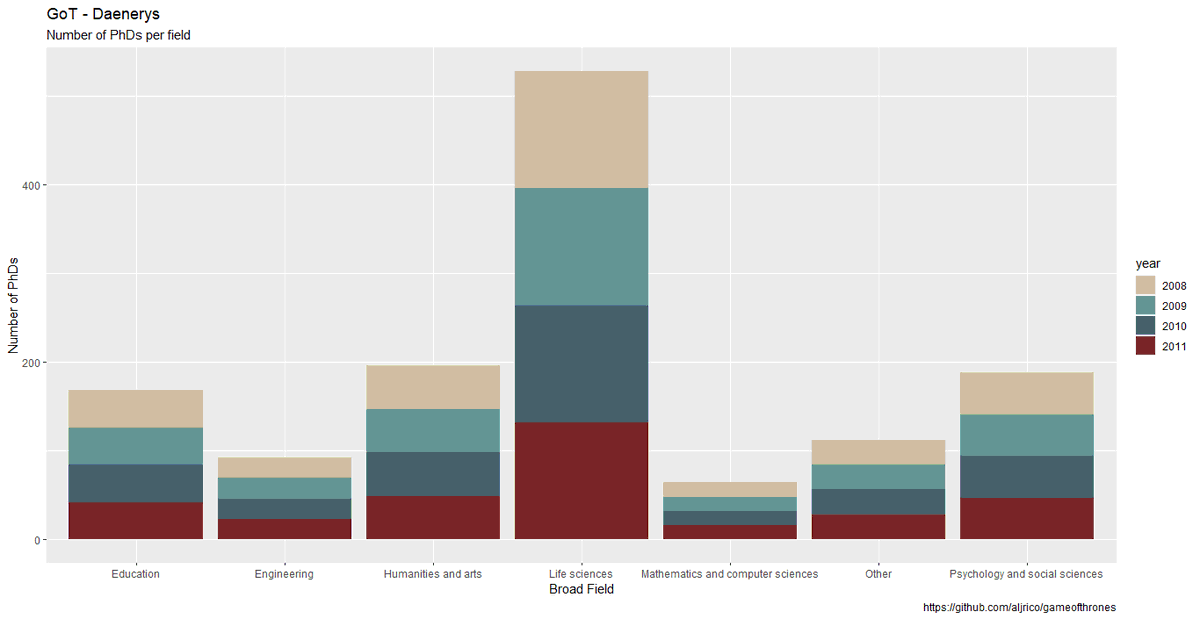 GoT - Daenerys
Number of PhDs per field
Number of PhDs
400
200
0
Education
Engineering
Humanities and arts
Life sciences
Mathematics and computer sciences
Other
Psychology and social sciences
Broad Field
year
2008
2009
2010
2011
https://github.com/aljrico/gameofthrones